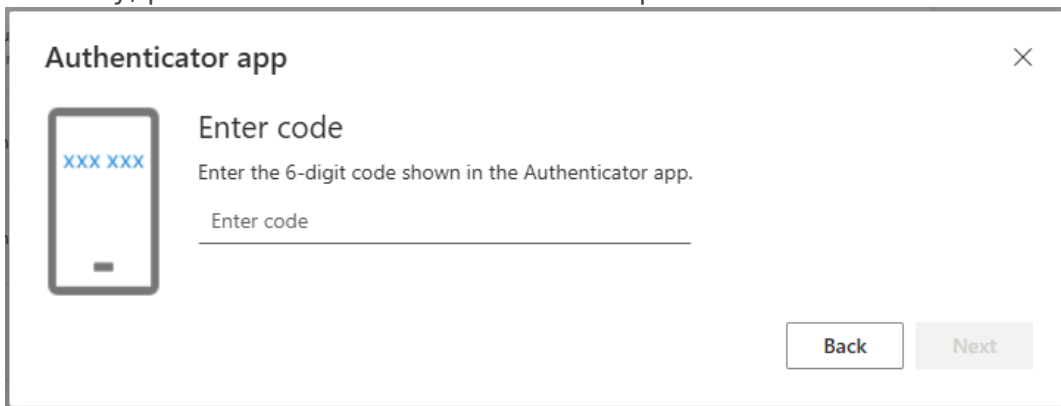 Authenticator app
Enter code
xxx xxx
Enter the 6-digit code shown in the Authenticator app.
Enter code
Back
Next